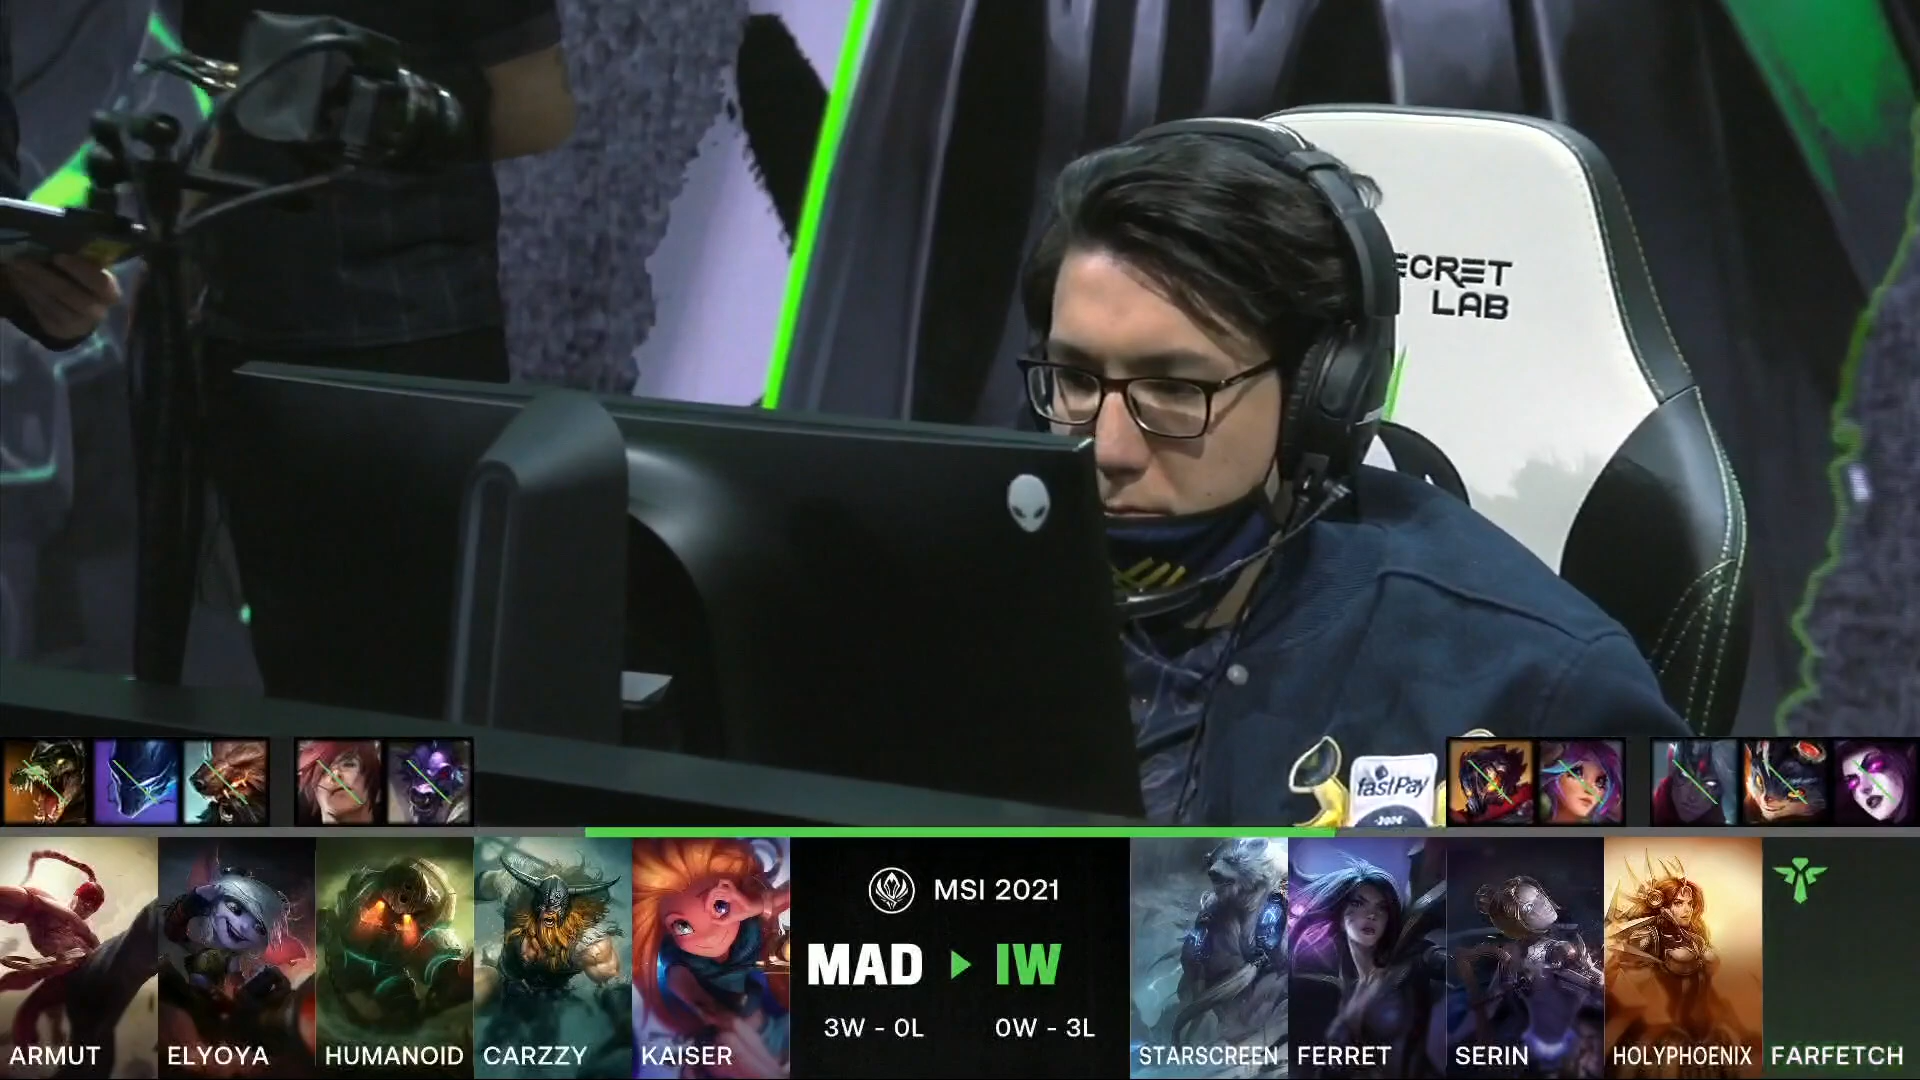 ECRET
LAB
fastPay
MSI 2021
MAD IW
3W - 0L 0W - 3L
ARMUT ELYOYA HUMANOID CARZZY KAISER STARSCREEN FERRET SERIN HOLYPHOENIX FARFETCH